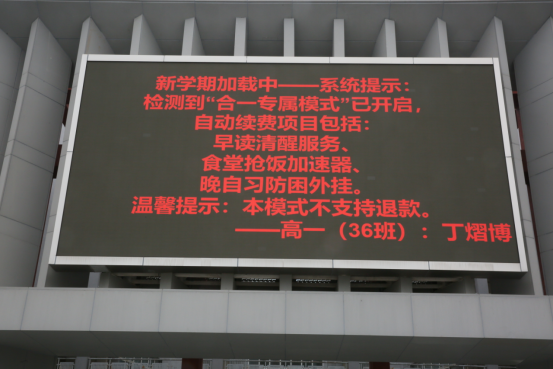 新学期加载中——系统提示：
检测到“合一专属模式”已开启，
自动续费项目包括：
早读清醒服务、
食堂抢饭加速器、
晚自习防困外挂。
温馨提示：本模式不支持退款。
——高一（36班）：丁熠博